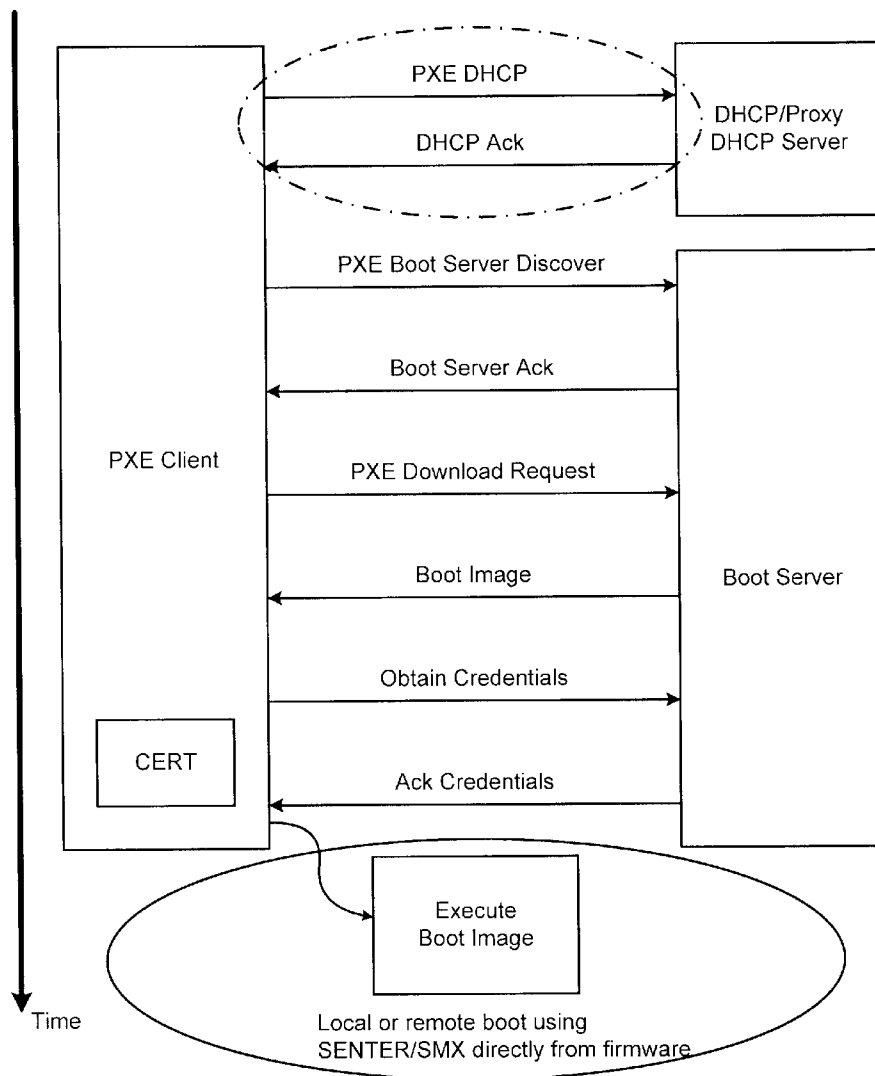 PXE DHCP
DHCP/Proxy
DHCP Server
DHCP Ack
PXE Boot Server Discover
Boot Server Ack
PXE Client
PXE Download Request
Boot Image
Boot Server
Obtain Credentials
CERT
Ack Credentials
Execute
Boot Image
Time
Local or remote boot using
SENTER/SMX directly from firmware